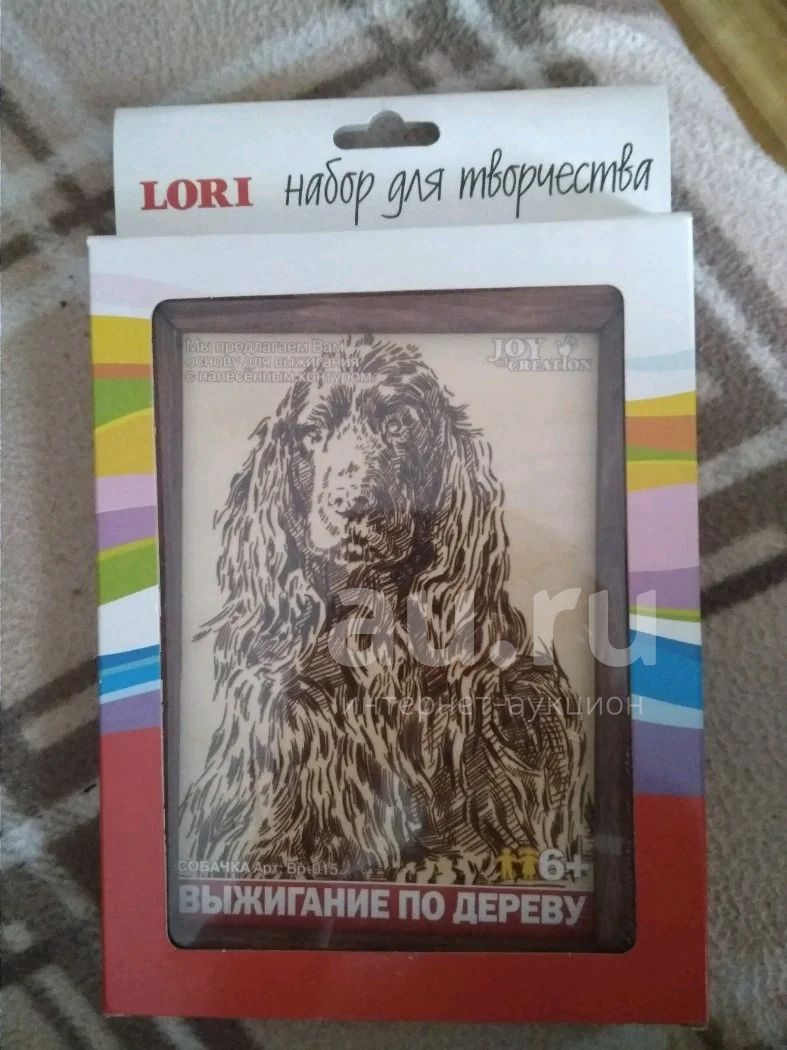 LORI набор для творчества
Мы предлагаем Вам
основу для выжигания
с нанесённым контуром
JOY
of CREATION
au.ru
интернет-аукцион
СОБАЧКА Арт. Вр-015
6+
ВЫЖИГАНИЕ ПО ДЕРЕВУ